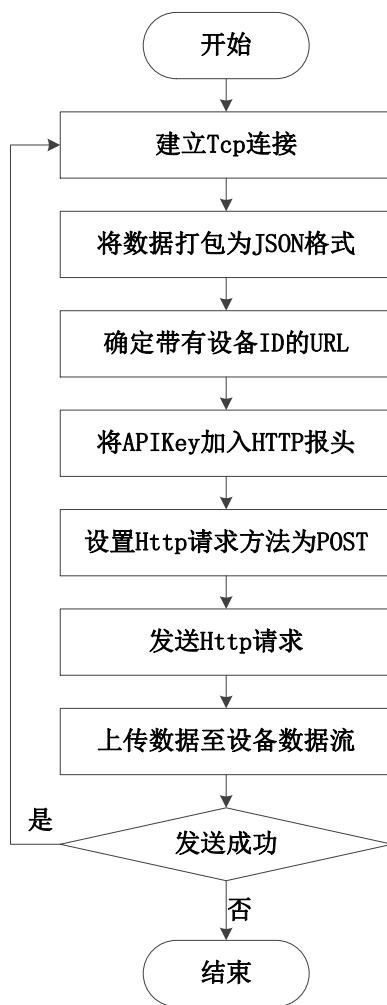 开始
建立Tcp连接
将数据打包为JSON格式
确定带有设备ID的URL
将APIKey加入HTTP报头
设置Http请求方法为POST
发送Http请求
上传数据至设备数据流
是
发送成功
否
结束